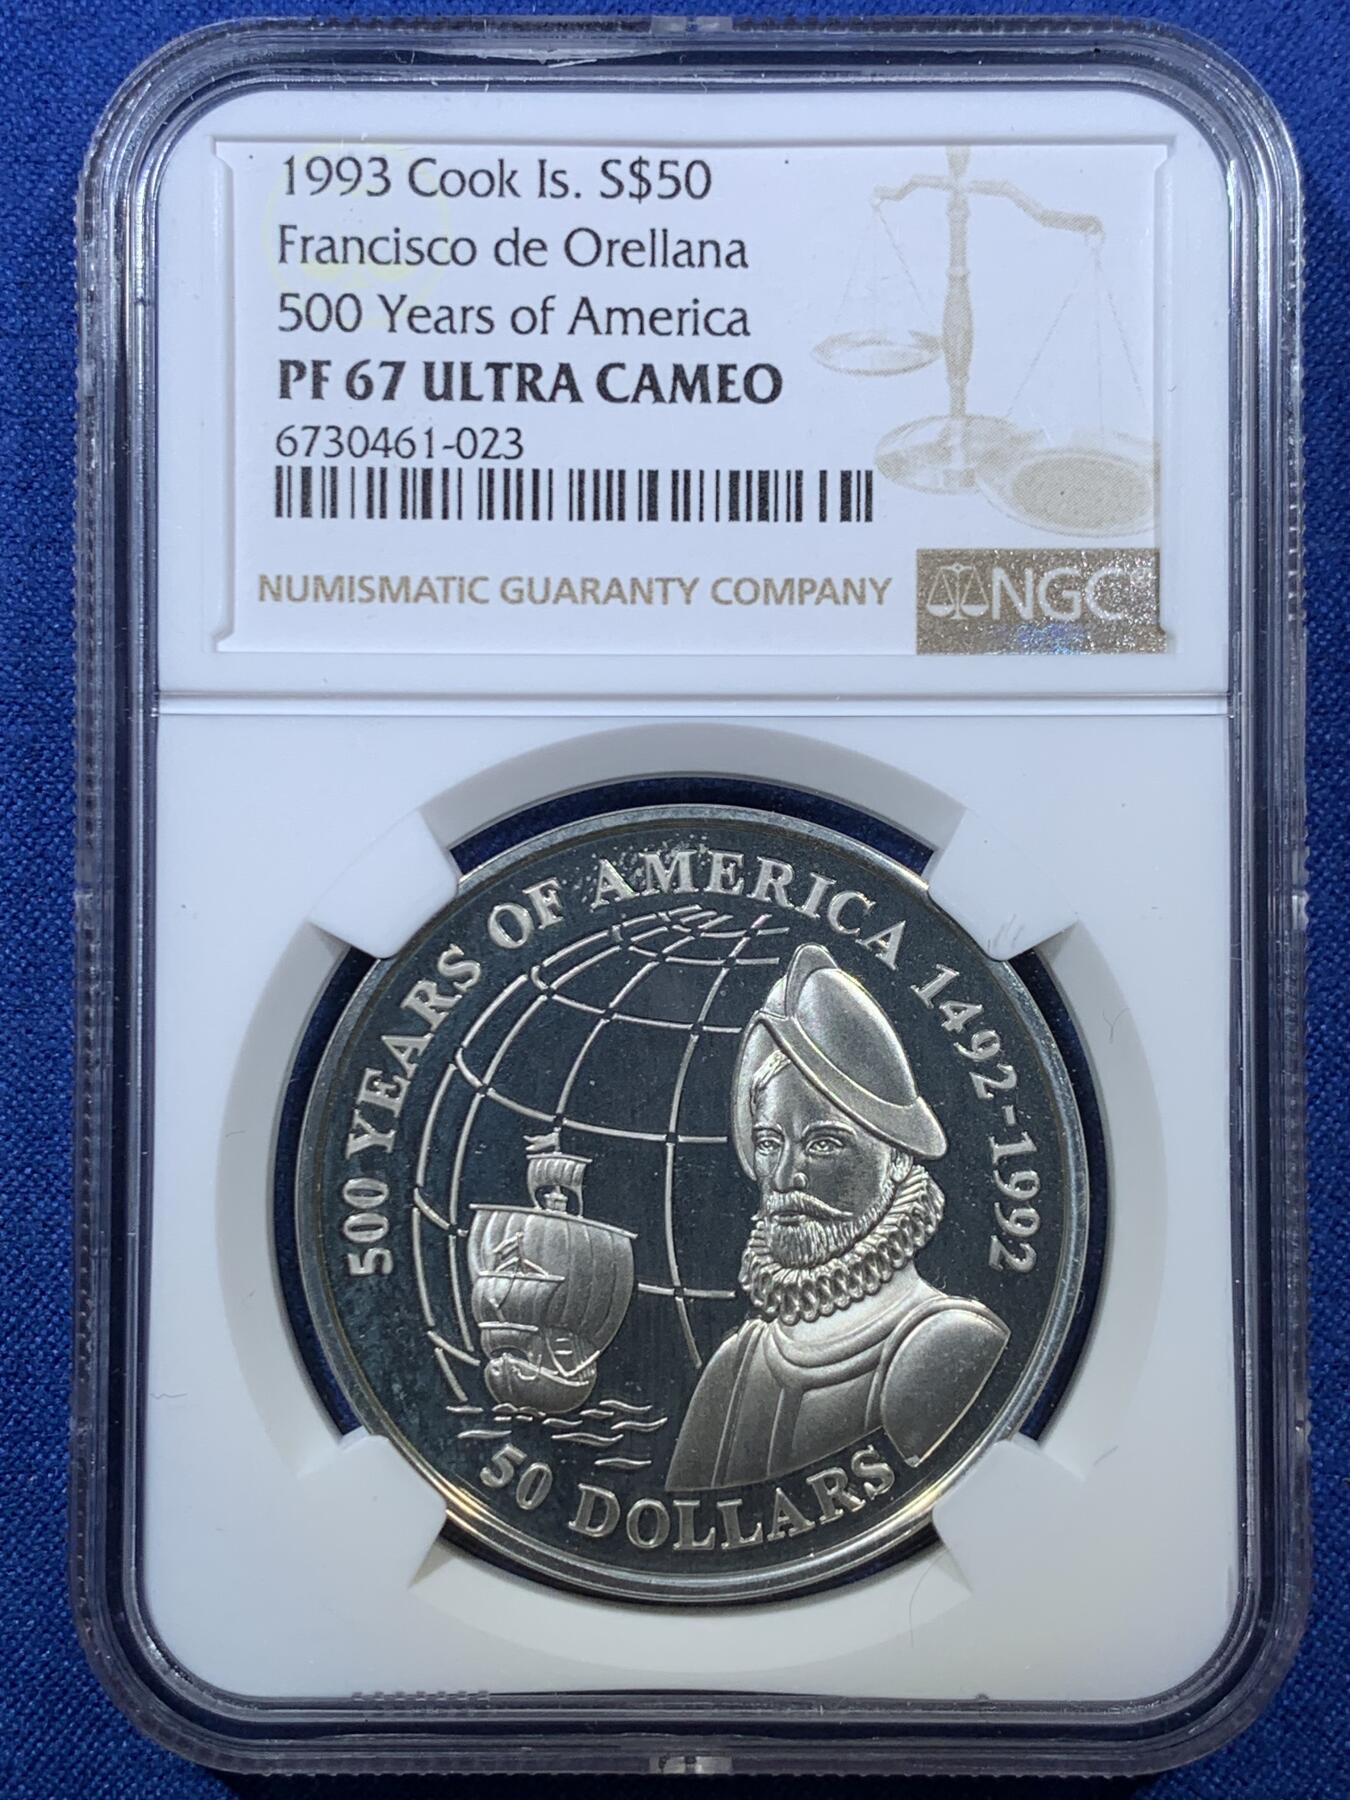 1993 Cook Is. S$50
Francisco de Orellana
500 Years of America
PF 67 ULTRA CAMEO
6730461-023
NUMISMATIC GUARANTY COMPANY
NGC
500 YEARS OF AMERICA 1492-1992
50 DOLLARS